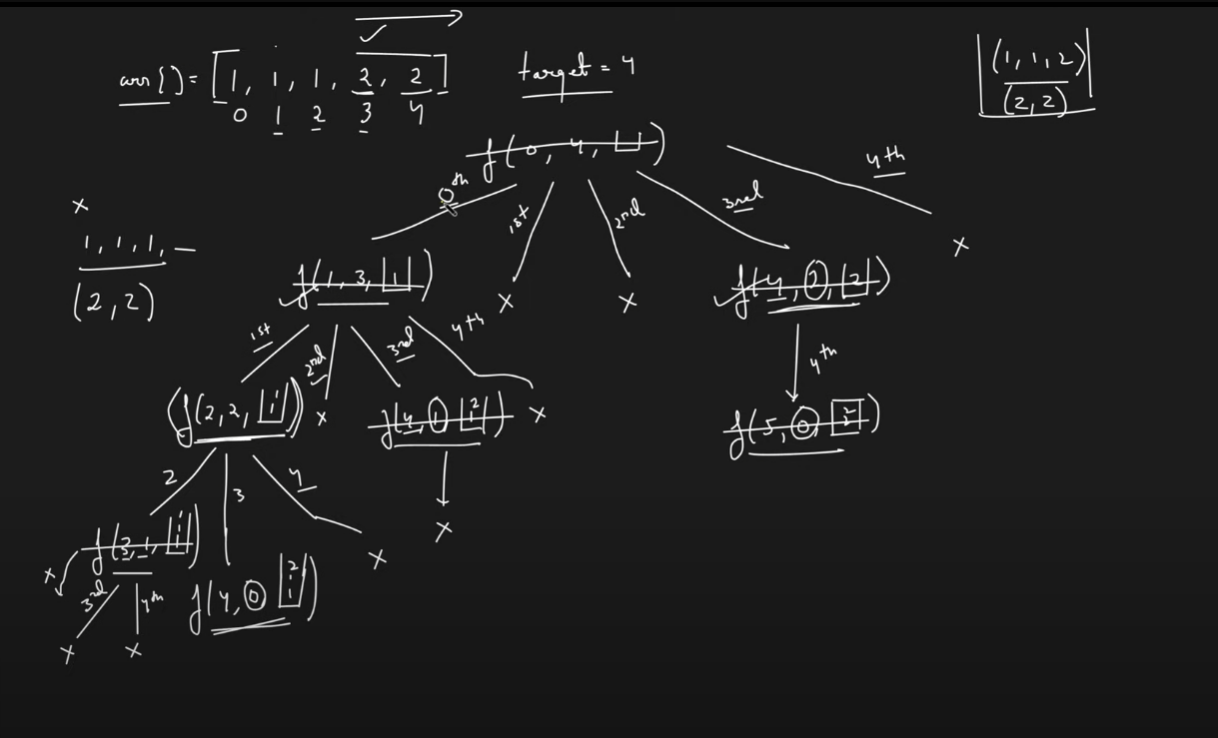 arr[] = [1, 1, 1, 2, 2]
0 1 2 3 4
target = 4
(1, 1, 2)
(2, 2)
f(0, 4, [ ])
0th
1st
2nd
3rd
4th
x
1, 1, 1, _
(2, 2)
f(1, 3, [1])
x
x
f(4, 2, [2])
x
1st
2nd
3rd
4th
4th
f(2, 2, [1 1])
x
f(4, 1, [2 1])
x
f(5, 0, [2 2])
2
3
4
x
f(3, 1, [1 1 1])
x
f(4, 0, [2 1 1])
x
3rd
4th
x
x